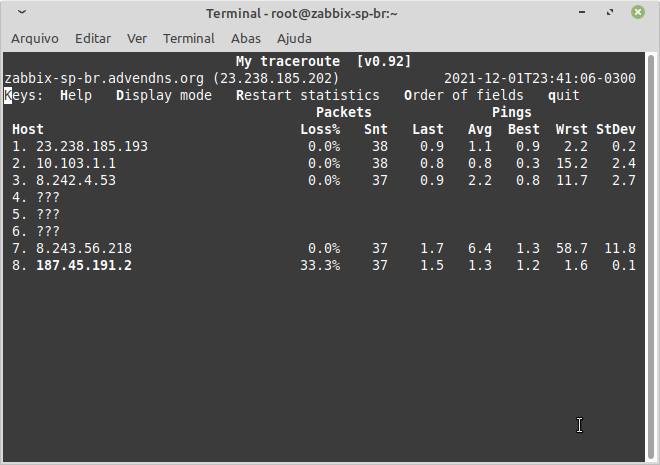 Terminal - root@zabbix-sp-br:~
Arquivo Editar Ver Terminal Abas Ajuda
My traceroute [v0.92]
zabbix-sp-br.advendns.org (23.238.185.202) 2021-12-01T23:41:06-0300
Keys: Help Display mode Restart statistics Order of fields quit
Packets Pings
Host Loss% Snt Last Avg Best Wrst StDev
1. 23.238.185.193 0.0% 38 0.9 1.1 0.9 2.2 0.2
2. 10.103.1.1 0.0% 38 0.8 0.8 0.3 15.2 2.4
3. 8.242.4.53 0.0% 37 0.9 2.2 0.8 11.7 2.7
4. ???
5. ???
6. ???
7. 8.243.56.218 0.0% 37 1.7 6.4 1.3 58.7 11.8
8. 187.45.191.2 33.3% 37 1.5 1.3 1.2 1.6 0.1